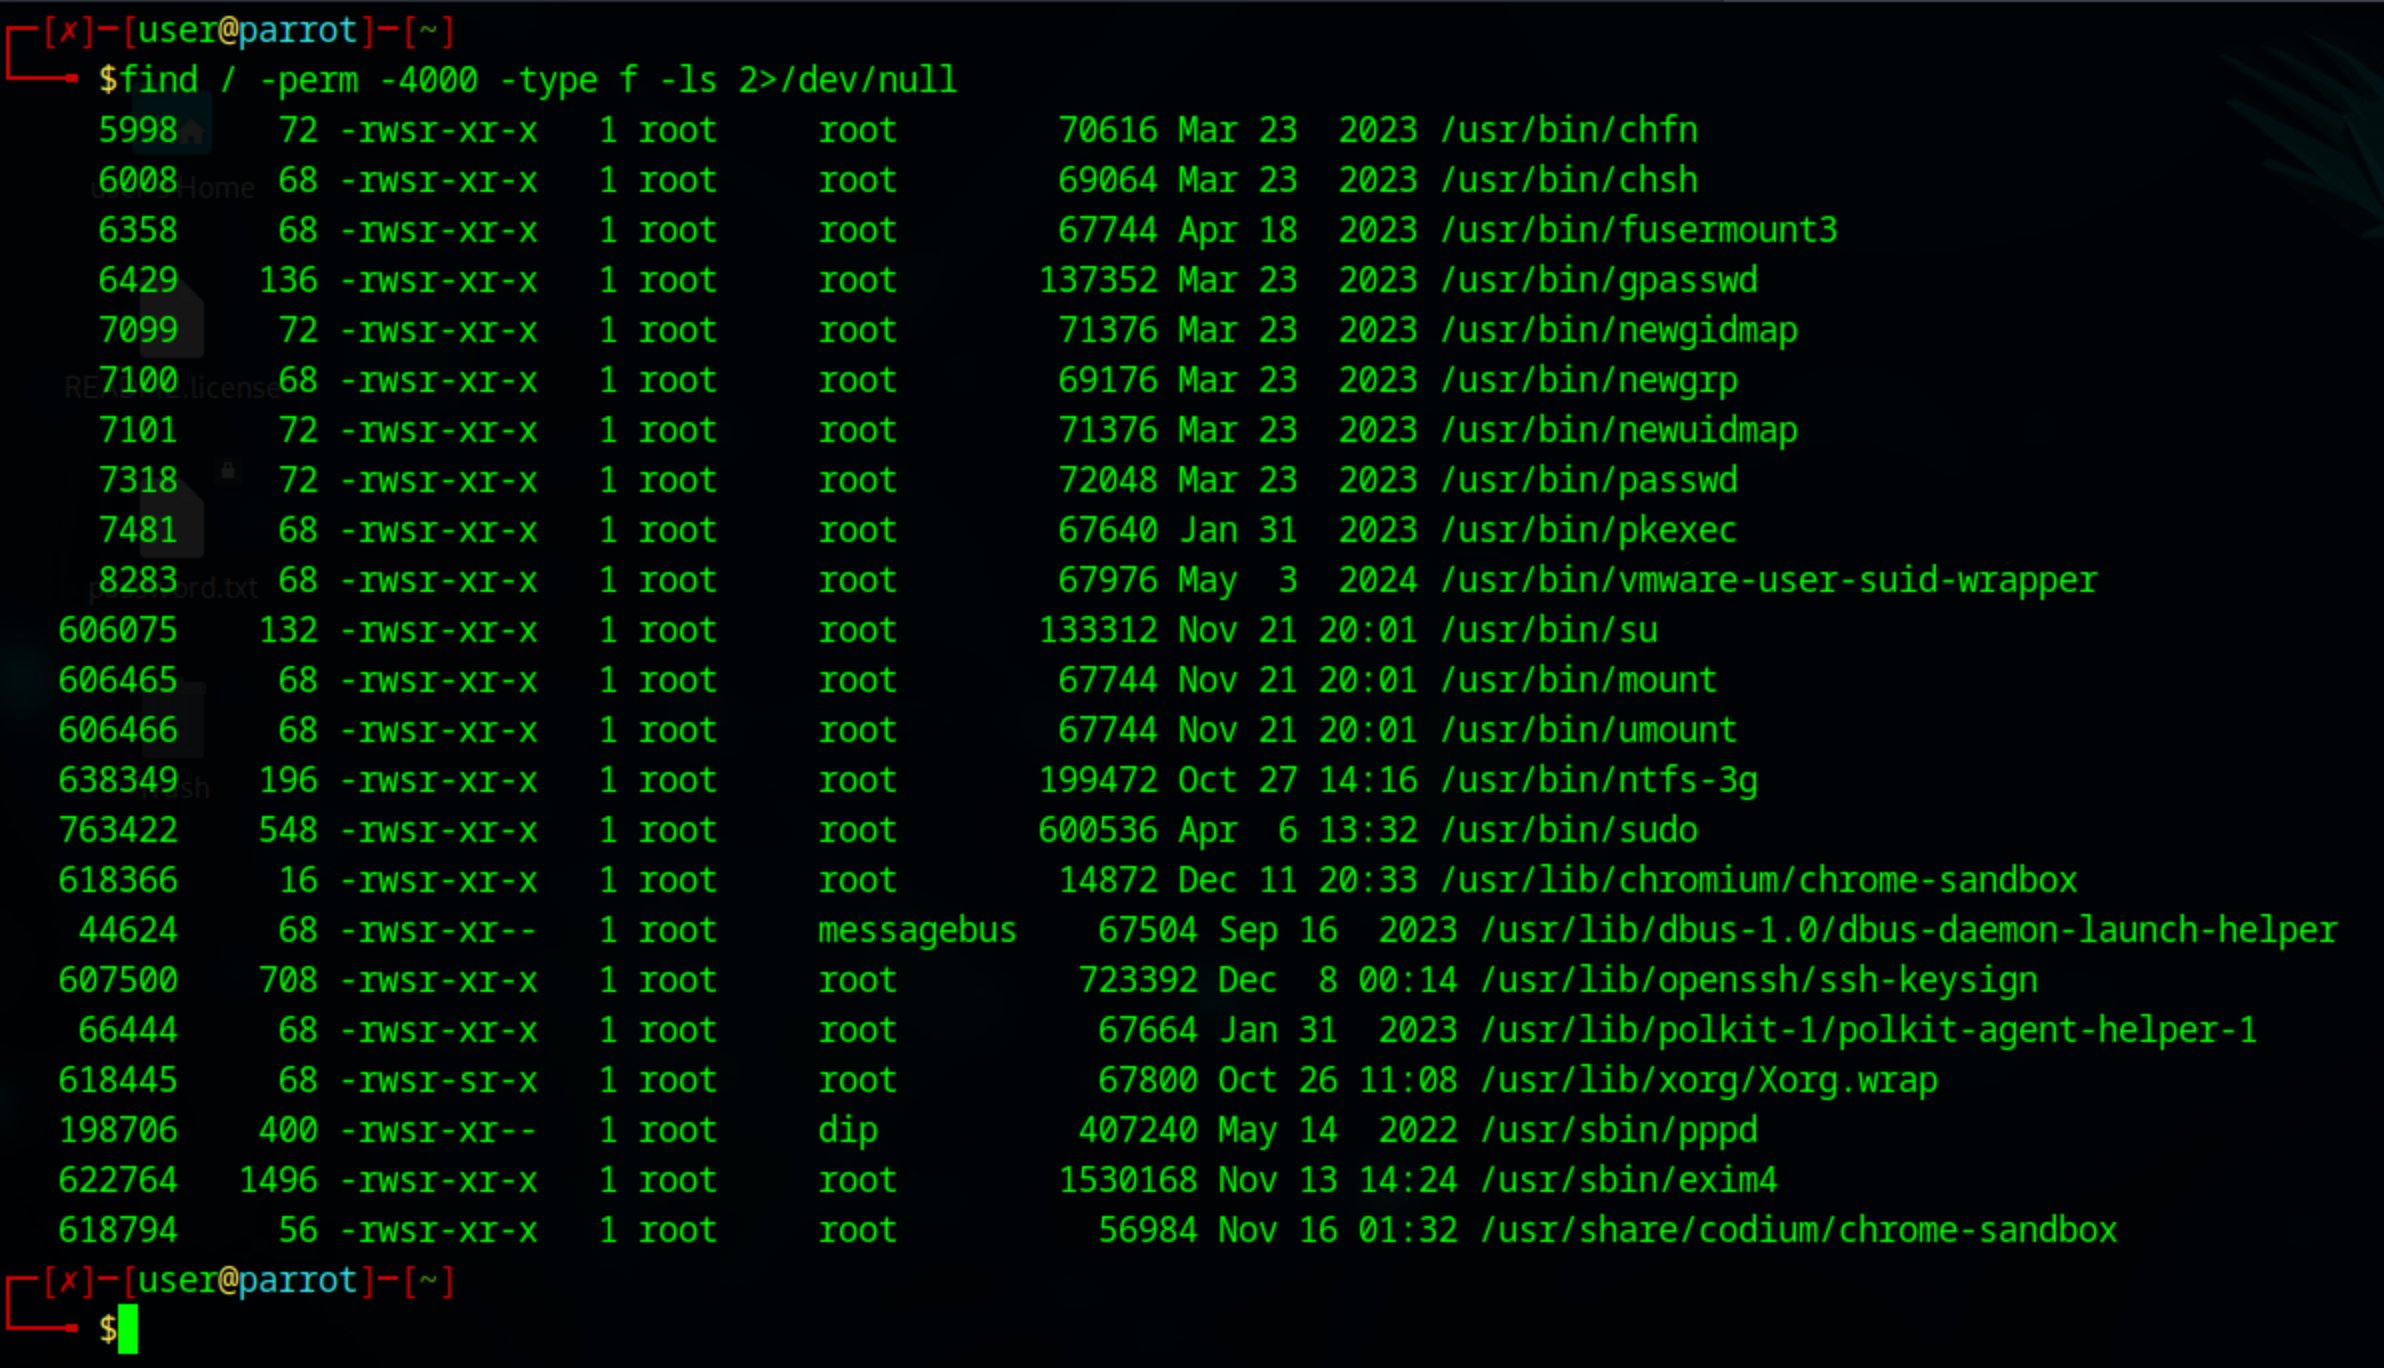 ┌─[✗]─[user@parrot]─[~]
└──╼ $find / -perm -4000 -type f -ls 2>/dev/null
     5998     72 -rwsr-xr-x   1 root     root        70616 Mar 23  2023 /usr/bin/chfn
     6008     68 -rwsr-xr-x   1 root     root        69064 Mar 23  2023 /usr/bin/chsh
     6358     68 -rwsr-xr-x   1 root     root        67744 Apr 18  2023 /usr/bin/fusermount3
     6429    136 -rwsr-xr-x   1 root     root       137352 Mar 23  2023 /usr/bin/gpasswd
     7099     72 -rwsr-xr-x   1 root     root        71376 Mar 23  2023 /usr/bin/newgidmap
     7100     68 -rwsr-xr-x   1 root     root        69176 Mar 23  2023 /usr/bin/newgrp
     7101     72 -rwsr-xr-x   1 root     root        71376 Mar 23  2023 /usr/bin/newuidmap
     7318     72 -rwsr-xr-x   1 root     root        72048 Mar 23  2023 /usr/bin/passwd
     7481     68 -rwsr-xr-x   1 root     root        67640 Jan 31  2023 /usr/bin/pkexec
     8283     68 -rwsr-xr-x   1 root     root        67976 May  3  2024 /usr/bin/vmware-user-suid-wrapper
   606075    132 -rwsr-xr-x   1 root     root       133312 Nov 21 20:01 /usr/bin/su
   606465     68 -rwsr-xr-x   1 root     root        67744 Nov 21 20:01 /usr/bin/mount
   606466     68 -rwsr-xr-x   1 root     root        67744 Nov 21 20:01 /usr/bin/umount
   638349    196 -rwsr-xr-x   1 root     root       199472 Oct 27 14:16 /usr/bin/ntfs-3g
   763422    548 -rwsr-xr-x   1 root     root       600536 Apr  6 13:32 /usr/bin/sudo
   618366     16 -rwsr-xr-x   1 root     root        14872 Dec 11 20:33 /usr/lib/chromium/chrome-sandbox
    44624     68 -rwsr-xr--   1 root     messagebus    67504 Sep 16  2023 /usr/lib/dbus-1.0/dbus-daemon-launch-helper
   607500    708 -rwsr-xr-x   1 root     root         723392 Dec  8 00:14 /usr/lib/openssh/ssh-keysign
    66444     68 -rwsr-xr-x   1 root     root          67664 Jan 31  2023 /usr/lib/polkit-1/polkit-agent-helper-1
   618445     68 -rwsr-sr-x   1 root     root          67800 Oct 26 11:08 /usr/lib/xorg/Xorg.wrap
   198706    400 -rwsr-xr--   1 root     dip          407240 May 14  2022 /usr/sbin/pppd
   622764   1496 -rwsr-xr-x   1 root     root        1530168 Nov 13 14:24 /usr/sbin/exim4
   618794     56 -rwsr-xr-x   1 root     root          56984 Nov 16 01:32 /usr/share/codium/chrome-sandbox
┌─[✗]─[user@parrot]─[~]
└──╼ $